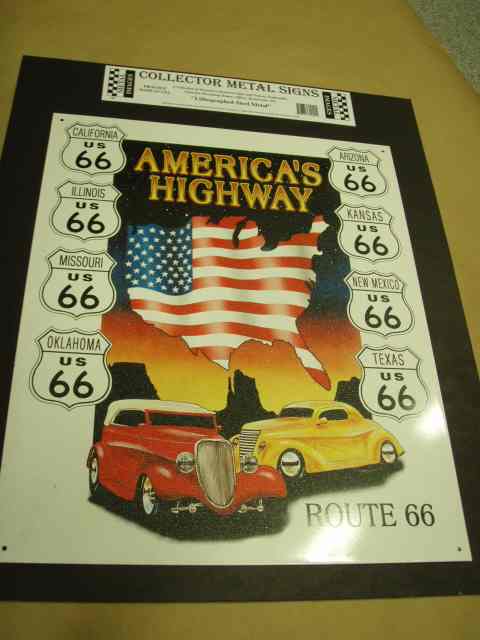 COLLECTOR METAL SIGNS
"Lithographed Steel Metal"
AMERICA'S
HIGHWAY
CALIFORNIA
US
66
ILLINOIS
US
66
MISSOURI
US
66
OKLAHOMA
US
66
ARIZONA
US
66
KANSAS
US
66
NEW MEXICO
US
66
TEXAS
US
66
ROUTE 66